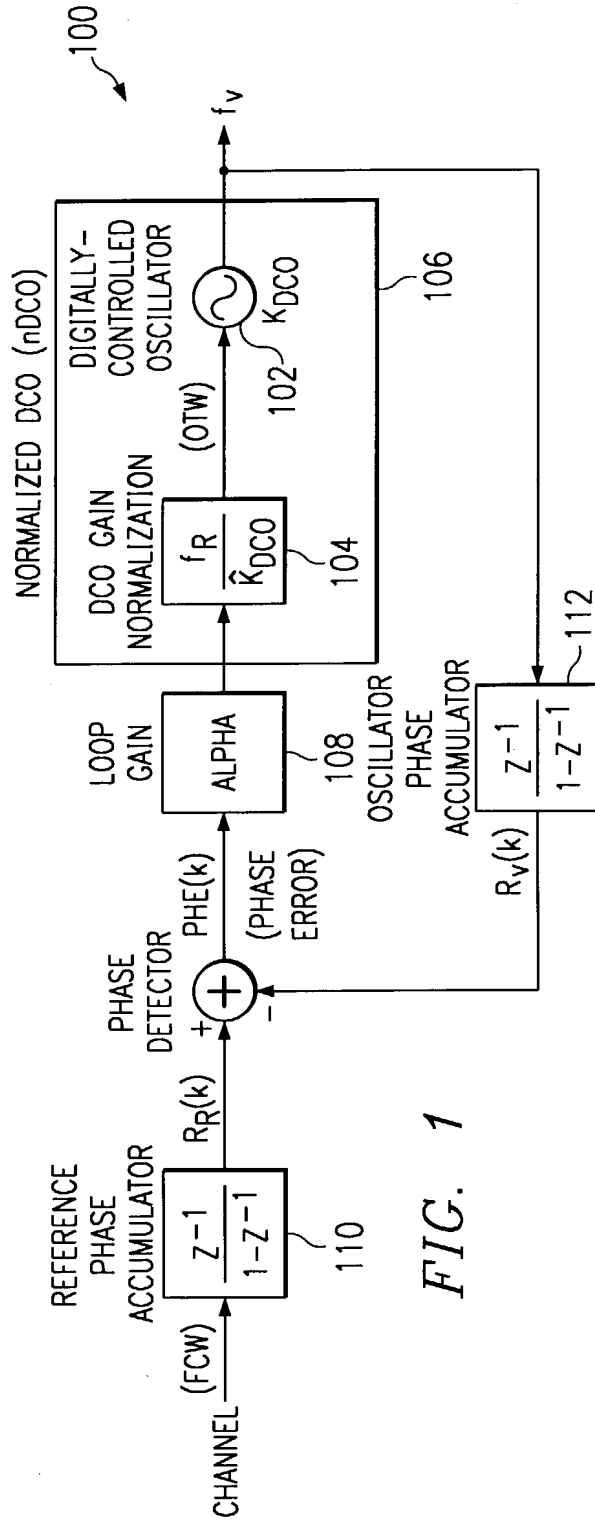 100
NORMALIZED DCO (nDCO)
DIGITALLY-
CONTROLLED
OSCILLATOR
DCO GAIN
NORMALIZATION
f_R
K̂_DCO
104
(OTW)
K_DCO
102
f_v
106
LOOP
GAIN
ALPHA
108
PHASE
DETECTOR
PHE(k)
(PHASE
ERROR)
+
+
-
REFERENCE
PHASE
ACCUMULATOR
CHANNEL
(FCW)
Z^-1
1-Z^-1
110
R_R(k)
OSCILLATOR
PHASE
ACCUMULATOR
Z^-1
1-Z^-1
112
R_v(k)
FIG. 1